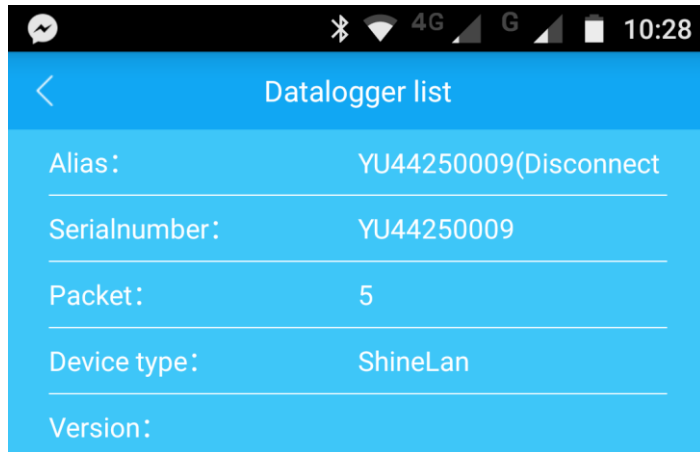 4G G 10:28
Datalogger list
Alias: YU44250009(Disconnect
Serialnumber: YU44250009
Packet: 5
Device type: ShineLan
Version: